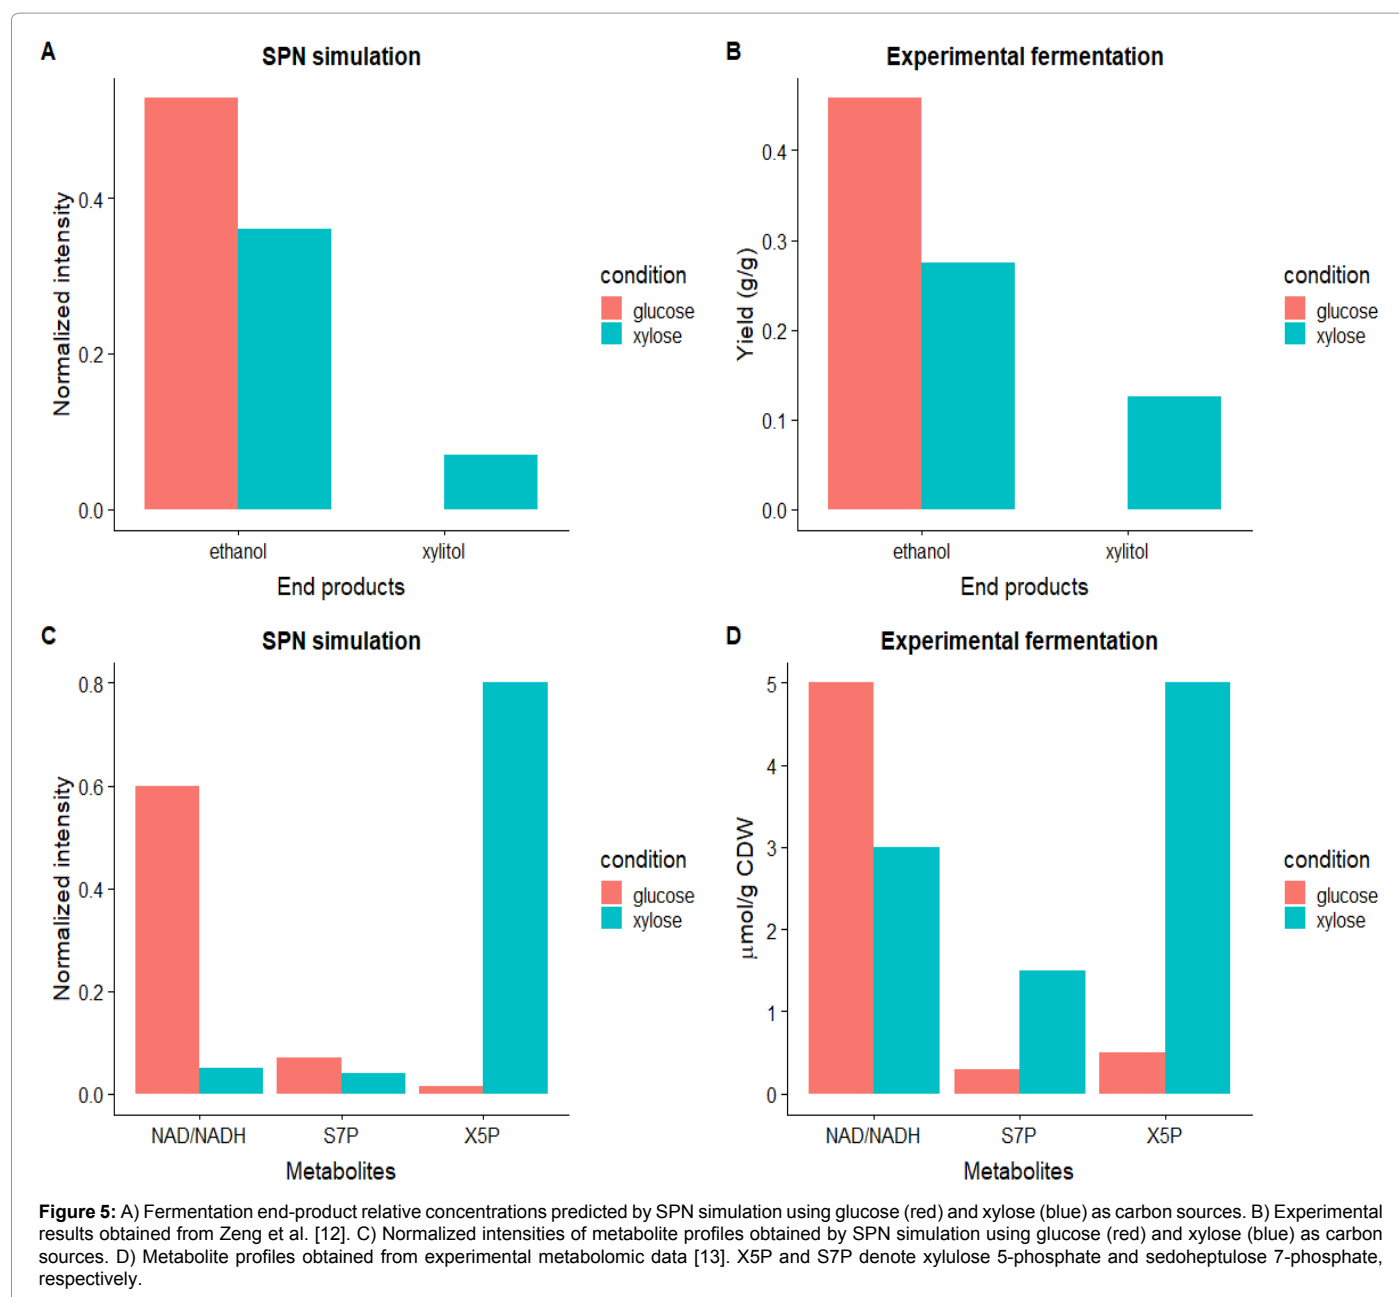 A
SPN simulation
Normalized intensity
0.4
0.2
0.0
ethanol
xylitol
End products
condition
glucose
xylose
B
Experimental fermentation
Yield (g/g)
0.4
0.3
0.2
0.1
0.0
ethanol
xylitol
End products
condition
glucose
xylose
C
SPN simulation
Normalized intensity
0.8
0.6
0.4
0.2
0.0
NAD/NADH
S7P
X5P
Metabolites
condition
glucose
xylose
D
Experimental fermentation
μmol/g CDW
5
4
3
2
1
0
NAD/NADH
S7P
X5P
Metabolites
condition
glucose
xylose
Figure 5: A) Fermentation end-product relative concentrations predicted by SPN simulation using glucose (red) and xylose (blue) as carbon sources. B) Experimental
results obtained from Zeng et al. [12]. C) Normalized intensities of metabolite profiles obtained by SPN simulation using glucose (red) and xylose (blue) as carbon
sources. D) Metabolite profiles obtained from experimental metabolomic data [13]. X5P and S7P denote xylulose 5-phosphate and sedoheptulose 7-phosphate,
respectively.